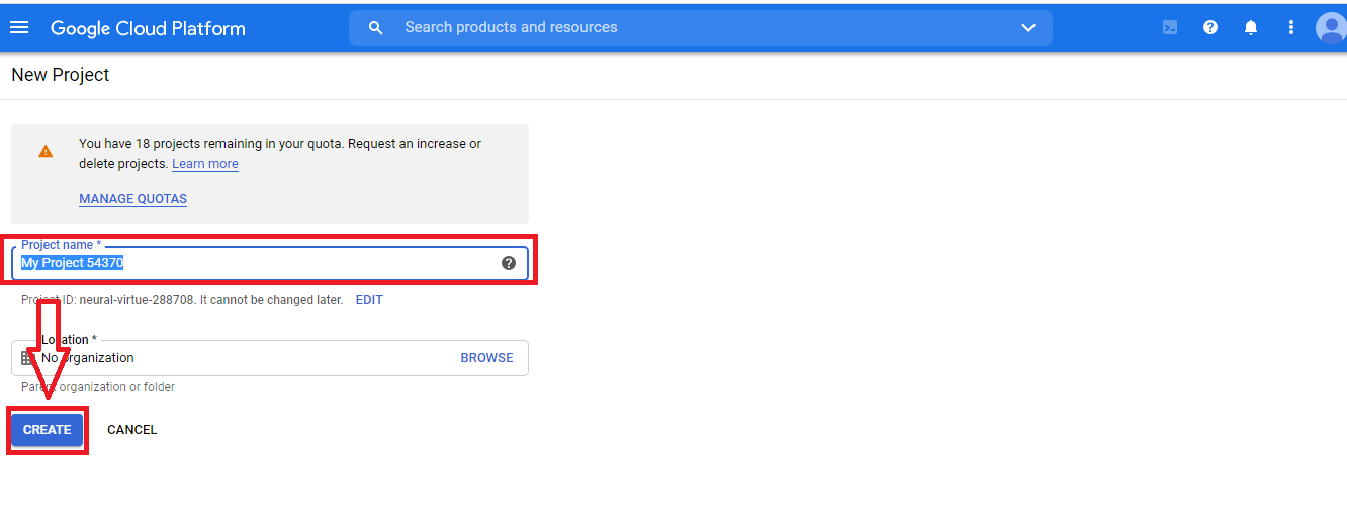 Google Cloud Platform
Search products and resources
New Project
You have 18 projects remaining in your quota. Request an increase or
delete projects. Learn more
MANAGE QUOTAS
Project name *
My Project 54370
Project ID: neural-virtue-288708. It cannot be changed later. EDIT
Location *
No organization BROWSE
Parent organization or folder
CREATE CANCEL